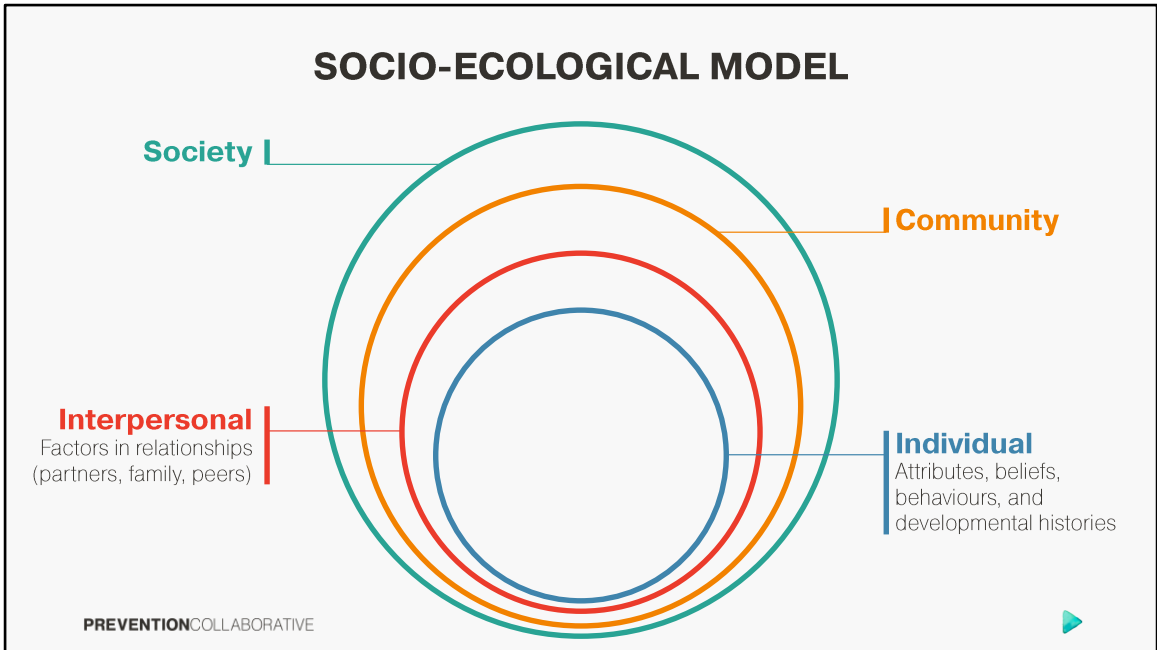 SOCIO-ECOLOGICAL MODEL
Society
Community
Interpersonal
Factors in relationships
(partners, family, peers)
Individual
Attributes, beliefs,
behaviours, and
developmental histories
PREVENTIONCOLLABORATIVE